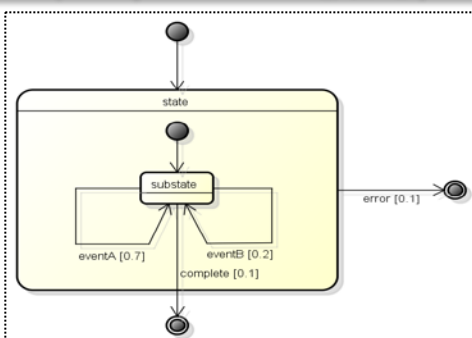 state
substate
error [0.1]
eventA [0.7]
eventB [0.2]
complete [0.1]